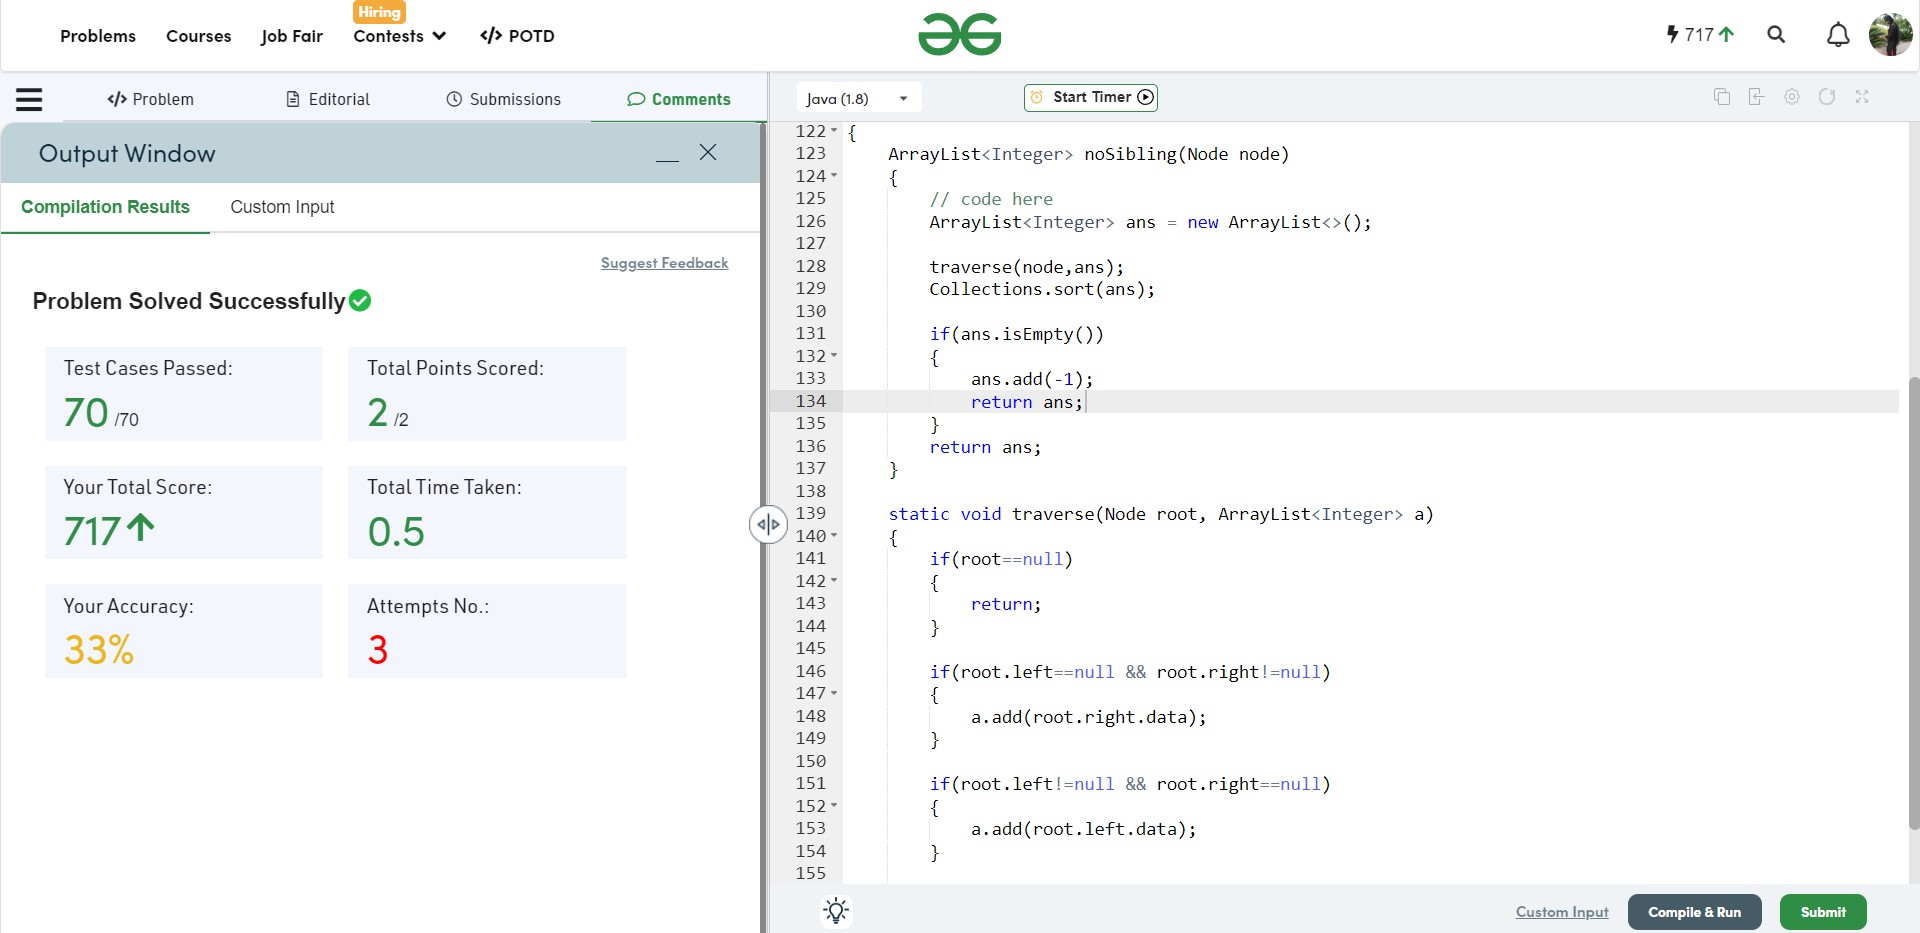 Hiring
Problems Courses Job Fair Contests </> POTD
717
</> Problem Editorial Submissions Comments
Java (1.8) Start Timer
Output Window
Compilation Results Custom Input
Suggest Feedback
Problem Solved Successfully
Test Cases Passed: Total Points Scored:
70 /70 2 /2
Your Total Score: Total Time Taken:
717 0.5
Your Accuracy: Attempts No.:
33% 3
122 {
123 ArrayList<Integer> noSibling(Node node)
124 {
125 // code here
126 ArrayList<Integer> ans = new ArrayList<>();
127
128 traverse(node,ans);
129 Collections.sort(ans);
130
131 if(ans.isEmpty())
132 {
133 ans.add(-1);
134 return ans;
135 }
136 return ans;
137 }
138
139 static void traverse(Node root, ArrayList<Integer> a)
140 {
141 if(root==null)
142 {
143 return;
144 }
145
146 if(root.left==null && root.right!=null)
147 {
148 a.add(root.right.data);
149 }
150
151 if(root.left!=null && root.right==null)
152 {
153 a.add(root.left.data);
154 }
155
Custom Input Compile & Run Submit